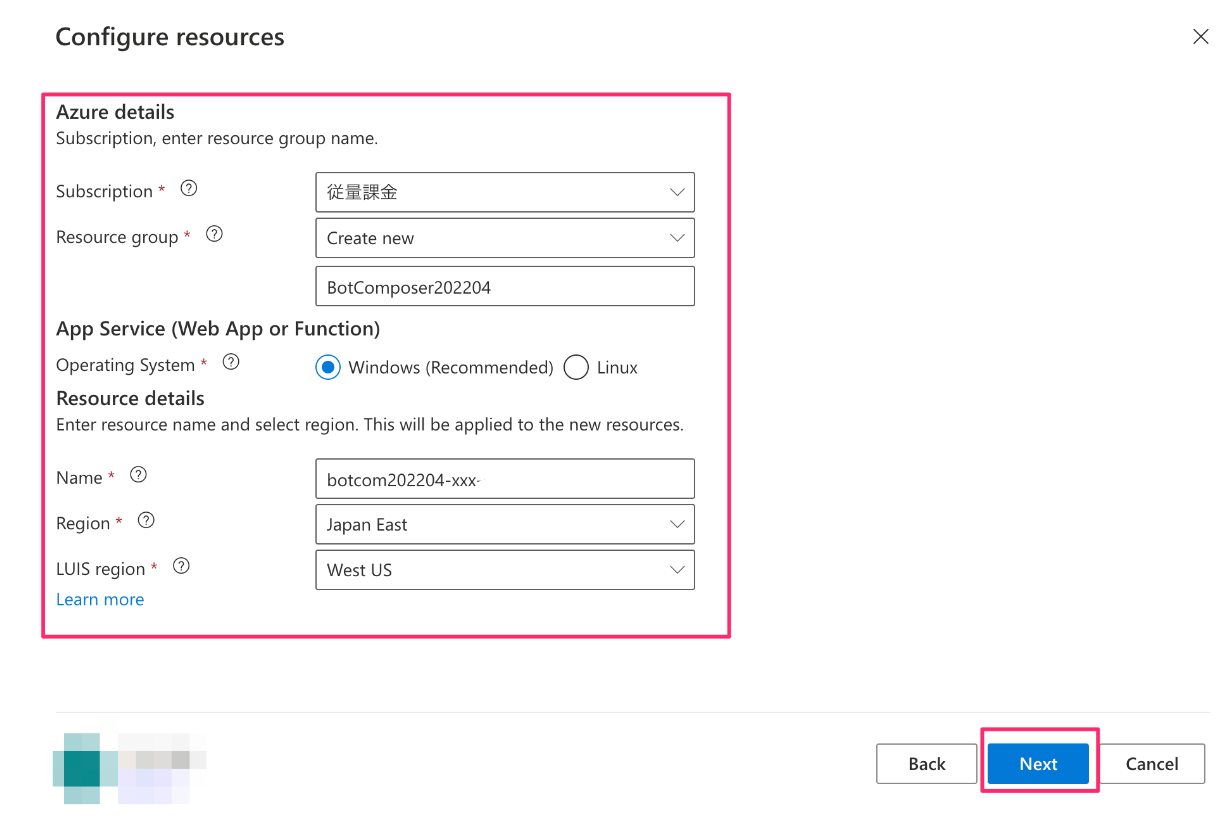 Configure resources
Azure details
Subscription, enter resource group name.
Subscription * ? 従量課金
Resource group * ? Create new
BotComposer202204
App Service (Web App or Function)
Operating System * ? Windows (Recommended) Linux
Resource details
Enter resource name and select region. This will be applied to the new resources.
Name * ? botcom202204-xxx-
Region * ? Japan East
LUIS region * ? West US
Learn more
Back Next Cancel